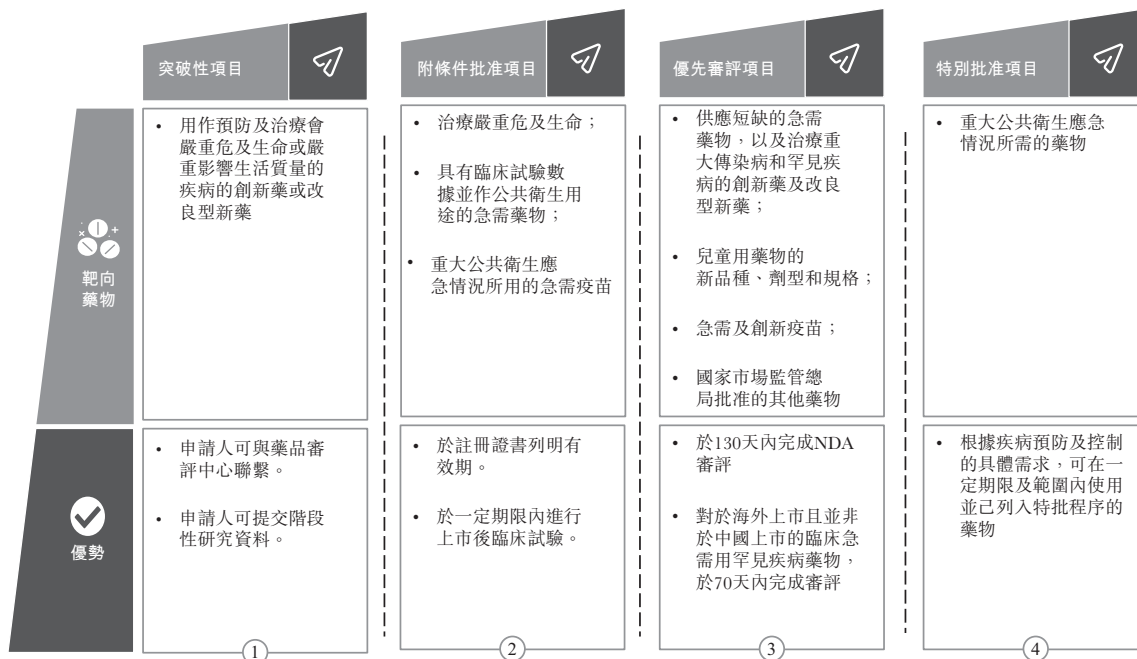 突破性項目
附條件批准項目
優先審評項目
特別批准項目
靶向
藥物
• 用作預防及治療會
嚴重危及生命或嚴
重影響生活質量的
疾病的創新藥或改
良型新藥
• 治療嚴重危及生命；
• 具有臨床試驗數
據並作公共衛生用
途的急需藥物；
• 重大公共衛生應
急情況所用的急需疫苗
• 供應短缺的急需
藥物，以及治療重
大傳染病和罕見疾
病的創新藥及改良
型新藥；
• 兒童用藥物的
新品種、劑型和規格；
• 急需及創新疫苗；
• 國家市場監管總
局批准的其他藥物
• 重大公共衛生應急
情況所需的藥物
優勢
• 申請人可與藥品審
評中心聯繫。
• 申請人可提交階段
性研究資料。
• 於註冊證書列明有
效期。
• 於一定期限內進行
上市後臨床試驗。
• 於130天內完成NDA
審評
• 對於海外上市且並非
於中國上市的臨床急
需用罕見疾病藥物，
於70天內完成審評
• 根據疾病預防及控制
的具體需求，可在一
定期限及範圍內使用
並己列入特批程序的
藥物
1
2
3
4